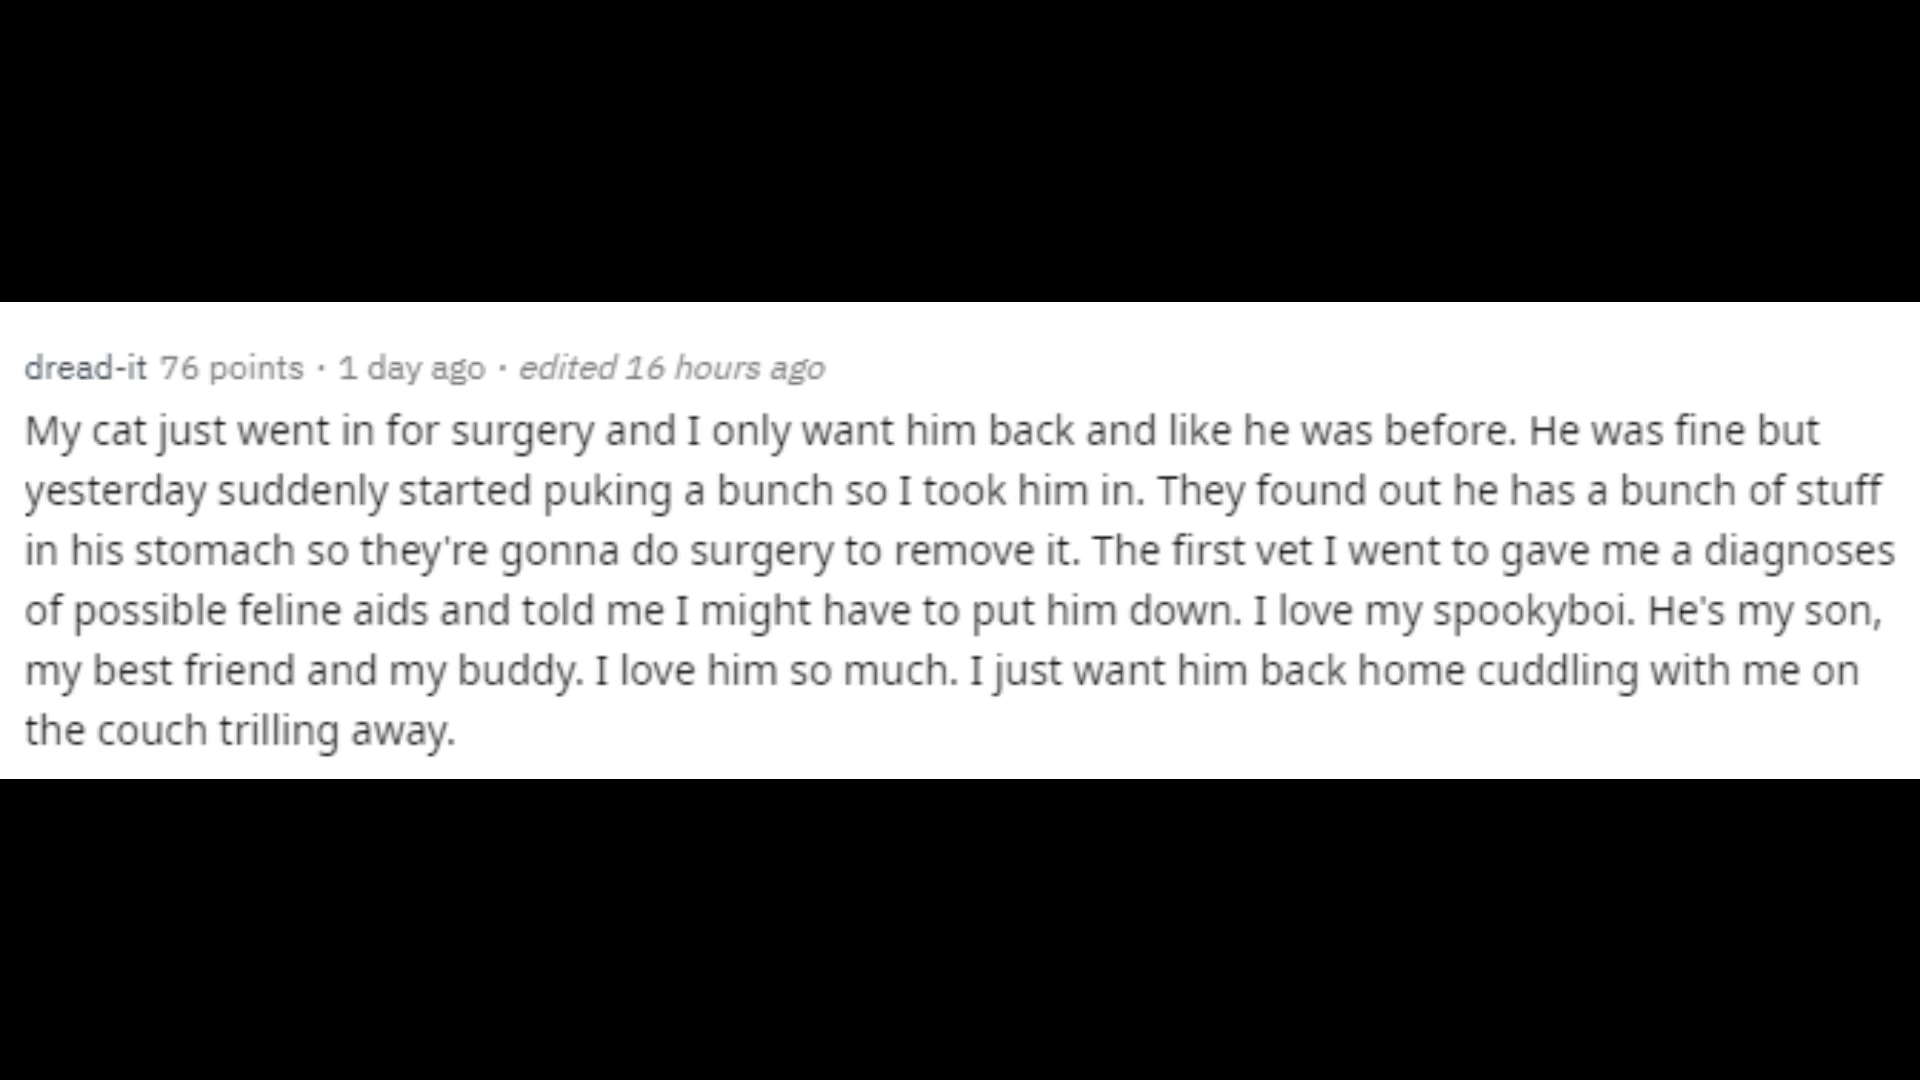 dread-it 76 points · 1 day ago · edited 16 hours ago
My cat just went in for surgery and I only want him back and like he was before. He was fine but
yesterday suddenly started puking a bunch so I took him in. They found out he has a bunch of stuff
in his stomach so they're gonna do surgery to remove it. The first vet I went to gave me a diagnoses
of possible feline aids and told me I might have to put him down. I love my spookyboi. He's my son,
my best friend and my buddy. I love him so much. I just want him back home cuddling with me on
the couch trilling away.